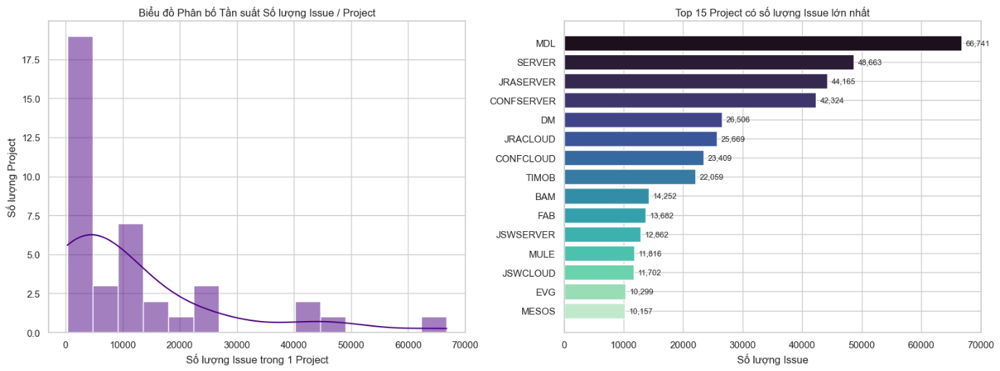 Biểu đồ Phân bố Tần suất Số lượng Issue / Project
Số lượng Project
17.5
15.0
12.5
10.0
7.5
5.0
2.5
0.0
0 10000 20000 30000 40000 50000 60000 70000
Số lượng Issue trong 1 Project
Top 15 Project có số lượng Issue lớn nhất
MDL 66,741
SERVER 48,663
JRASERVER 44,165
CONFSERVER 42,324
DM 26,506
JRACLOUD 25,669
CONFCLOUD 23,409
TIMOB 22,059
BAM 14,252
FAB 13,682
JSWSERVER 12,862
MULE 11,816
JSWCLOUD 11,702
EVG 10,299
MESOS 10,157
0 10000 20000 30000 40000 50000 60000 70000
Số lượng Issue